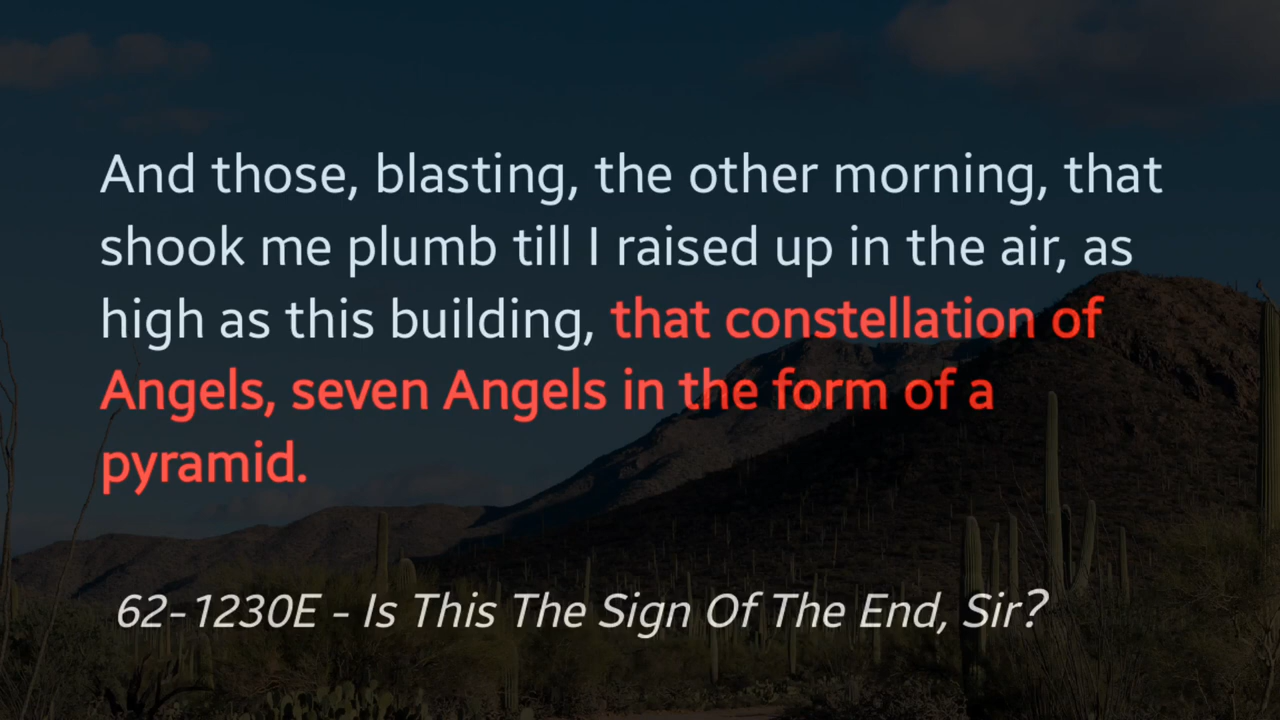 And those, blasting, the other morning, that
shook me plumb till I raised up in the air, as
high as this building, that constellation of
Angels, seven Angels in the form of a
pyramid.
62-1230E - Is This The Sign Of The End, Sir?